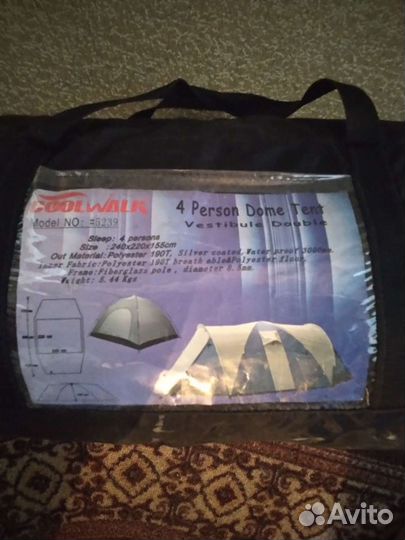 COOLWALK
4 Person Dome Tent
Model NO: =5239
Vestibule Double
Sleep: 4 persons
Size :240x220x155cm
Out Material:Polyester 190T, Silver coated,Water proof 3000mm.
Inner Fabric:Polyester 190T breath able&Polyester floor,
Frame:Fiberglass pole , diameter 8.5mm.
Weight: 5.44 Kgs
Avito